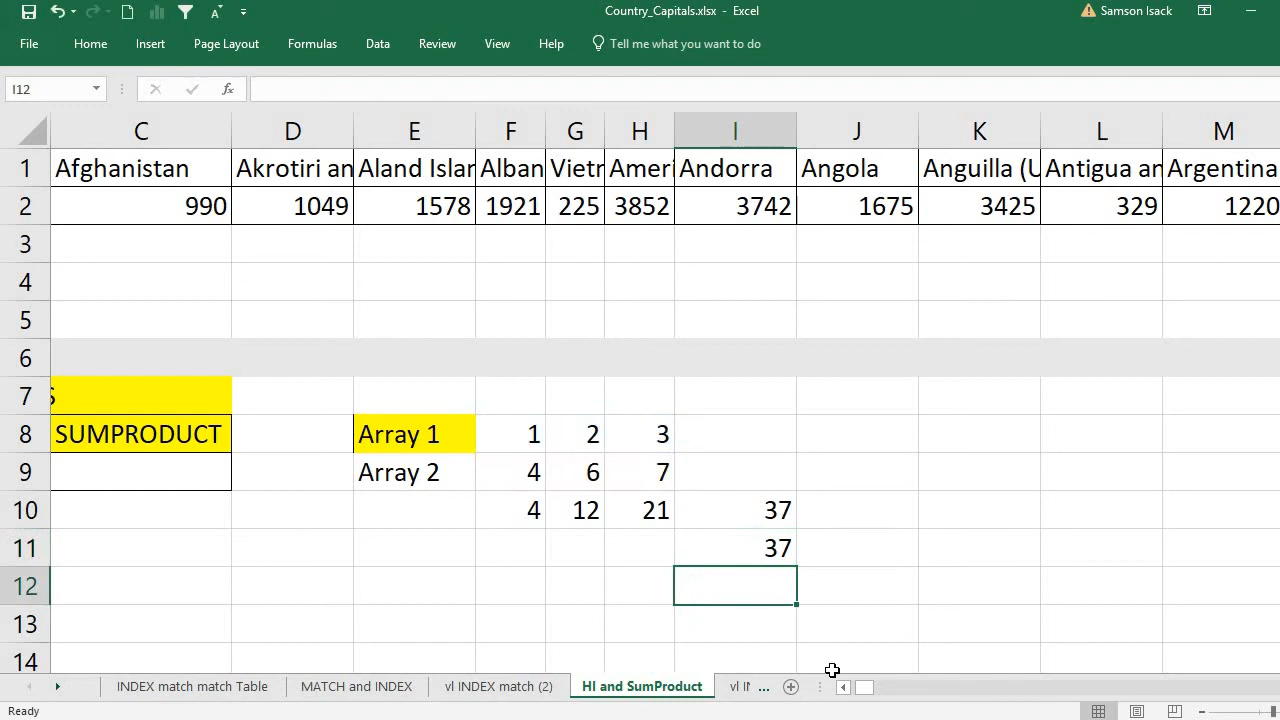 Country_Capitals.xlsx - Excel
Samson Isack
File Home Insert Page Layout Formulas Data Review View Help Tell me what you want to do
I12
fx
C D E F G H I J K L M
1 Afghanistan Akrotiri an Aland Islar Alban Vietr Ameri Andorra Angola Anguilla (U Antigua an Argentina
2 990 1049 1578 1921 225 3852 3742 1675 3425 329 1220
3
4
5
6
7 S
8 SUMPRODUCT Array 1 1 2 3
9 Array 2 4 6 7
10 4 12 21 37
11 37
12
13
14
INDEX match match Table MATCH and INDEX vl INDEX match (2) HI and SumProduct vl IN ...
Ready